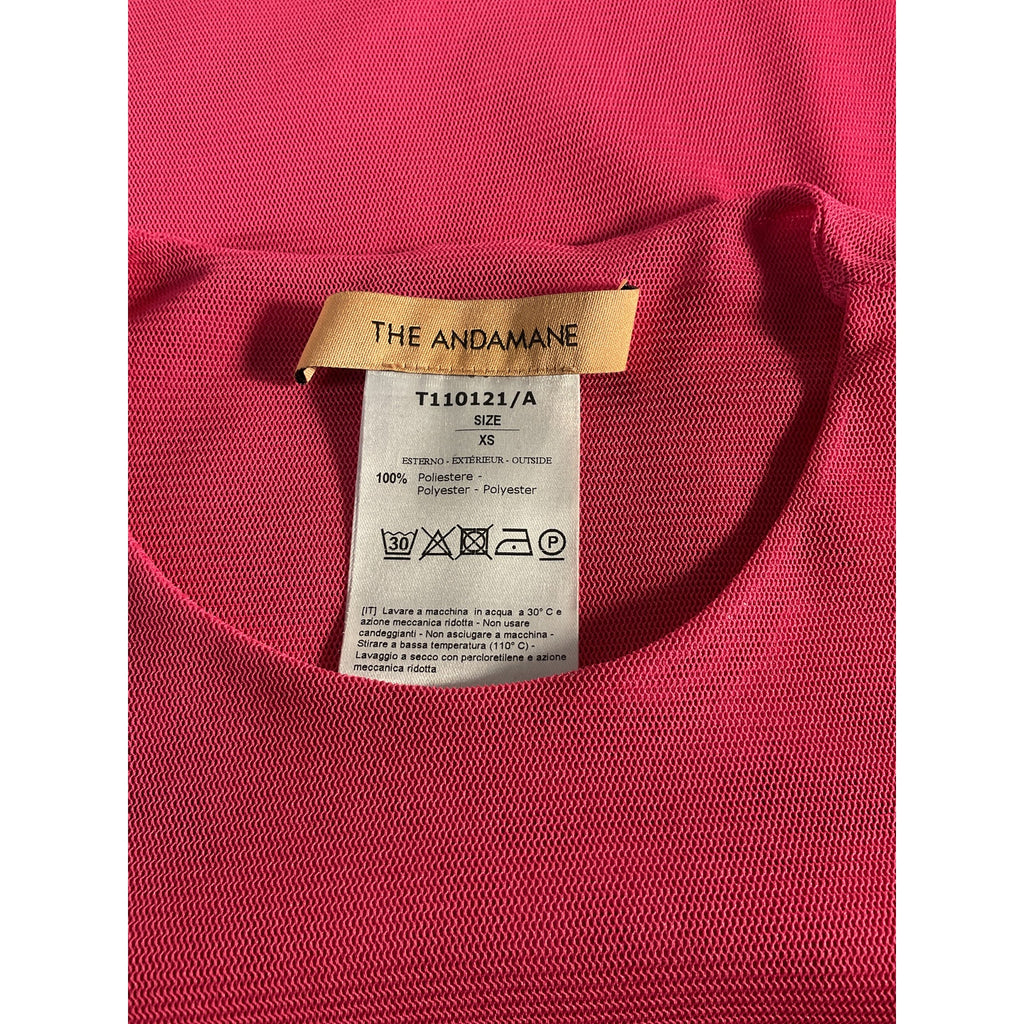 THE ANDAMANE
T110121/A
SIZE
XS
ESTERNO - EXTÉRIEUR - OUTSIDE
100% Poliestere -
Polyester - Polyester
30 P
[IT] Lavare a macchina in acqua a 30° C e
azione meccanica ridotta - Non usare
candeggianti - Non asciugare a macchina -
Stirare a bassa temperatura (110° C) -
Lavaggio a secco con percloretilene e azione
meccanica ridotta